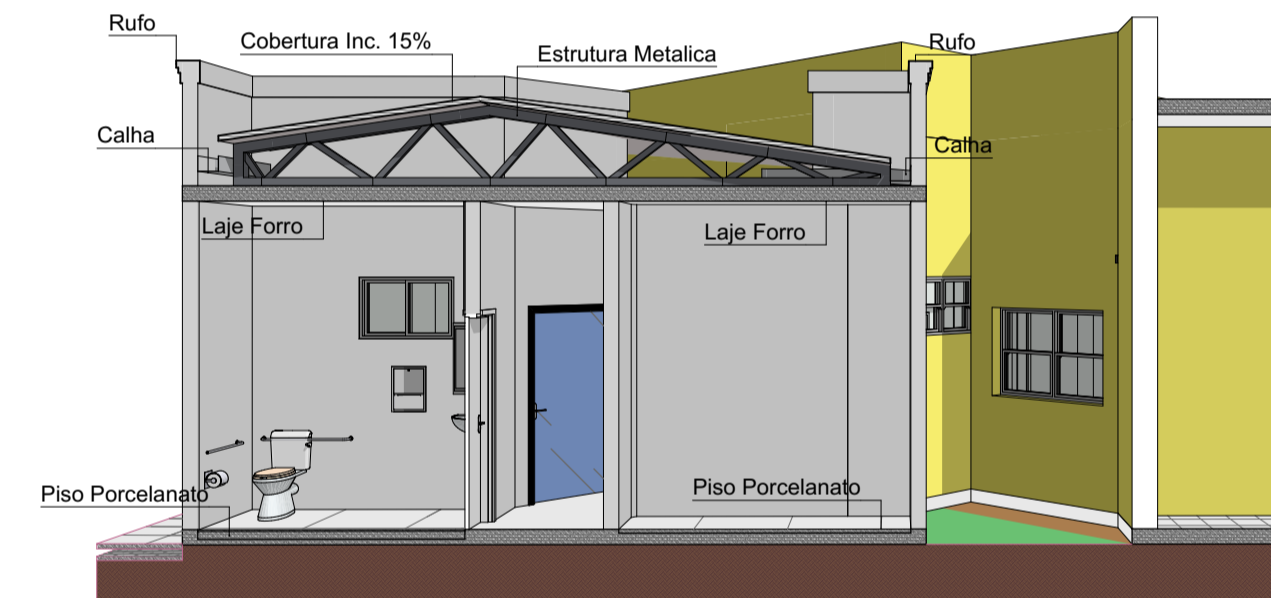 Rufo
Cobertura Inc. 15%
Estrutura Metalica
Rufo
Calha
Calha
Laje Forro
Laje Forro
Piso Porcelanato
Piso Porcelanato